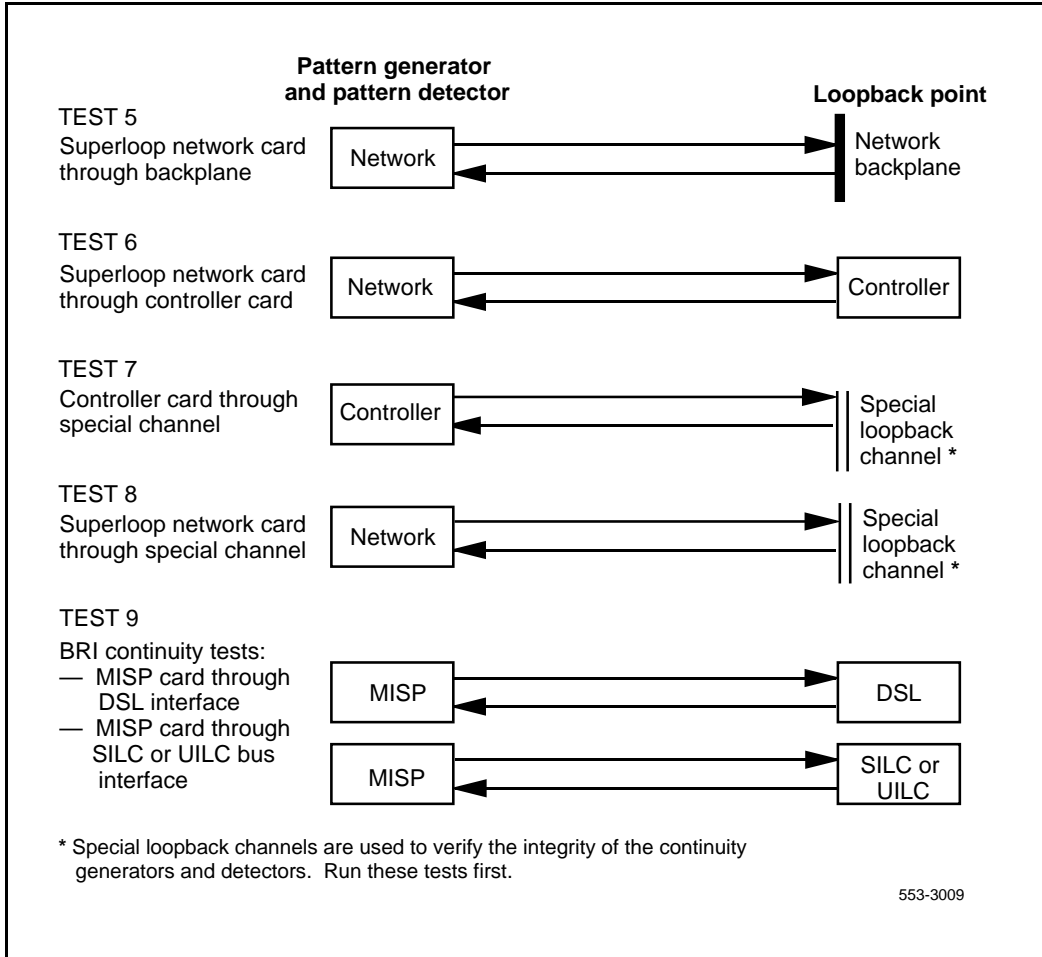 Pattern generator
and pattern detector
Loopback point
TEST 5
Superloop network card
through backplane
Network
Network
backplane
TEST 6
Superloop network card
through controller card
Network
Controller
TEST 7
Controller card through
special channel
Controller
Special
loopback
channel *
TEST 8
Superloop network card
through special channel
Network
Special
loopback
channel *
TEST 9
BRI continuity tests:
— MISP card through
DSL interface
— MISP card through
SILC or UILC bus
interface
MISP
DSL
MISP
SILC or
UILC
* Special loopback channels are used to verify the integrity of the continuity
generators and detectors. Run these tests first.
553-3009